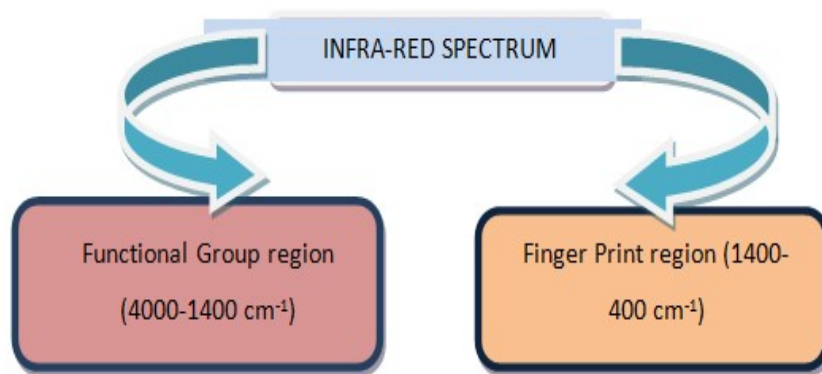 INFRA-RED SPECTRUM
Functional Group region
(4000-1400 cm⁻¹)
Finger Print region (1400-
400 cm⁻¹)